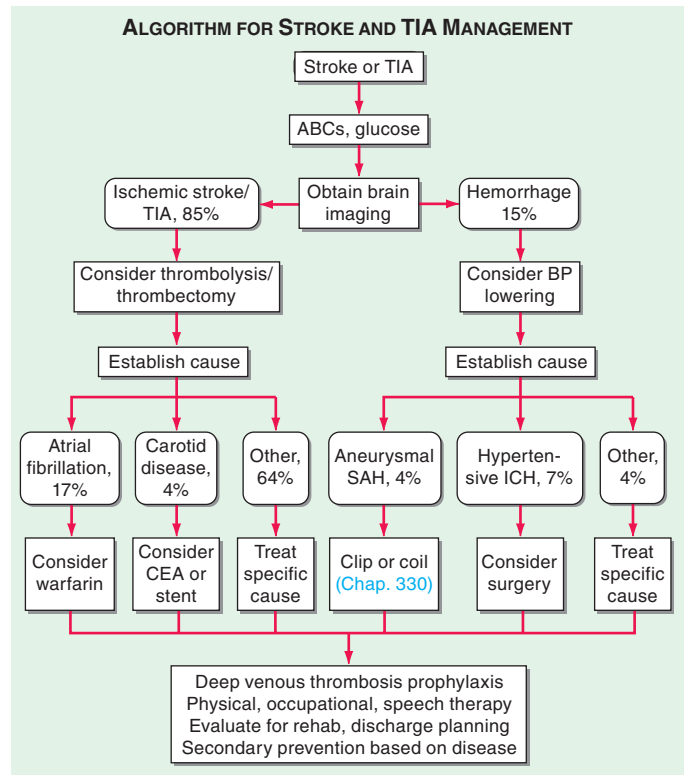 ALGORITHM FOR STROKE AND TIA MANAGEMENT
Stroke or TIA
ABCs, glucose
Obtain brain
imaging
Ischemic stroke/
TIA, 85%
Hemorrhage
15%
Consider thrombolysis/
thrombectomy
Consider BP
lowering
Establish cause
Establish cause
Atrial
fibrillation,
17%
Carotid
disease,
4%
Other,
64%
Aneurysmal
SAH, 4%
Hyperten-
sive ICH, 7%
Other,
4%
Consider
warfarin
Consider
CEA or
stent
Treat
specific
cause
Clip or coil
(Chap. 330)
Consider
surgery
Treat
specific
cause
Deep venous thrombosis prophylaxis
Physical, occupational, speech therapy
Evaluate for rehab, discharge planning
Secondary prevention based on disease